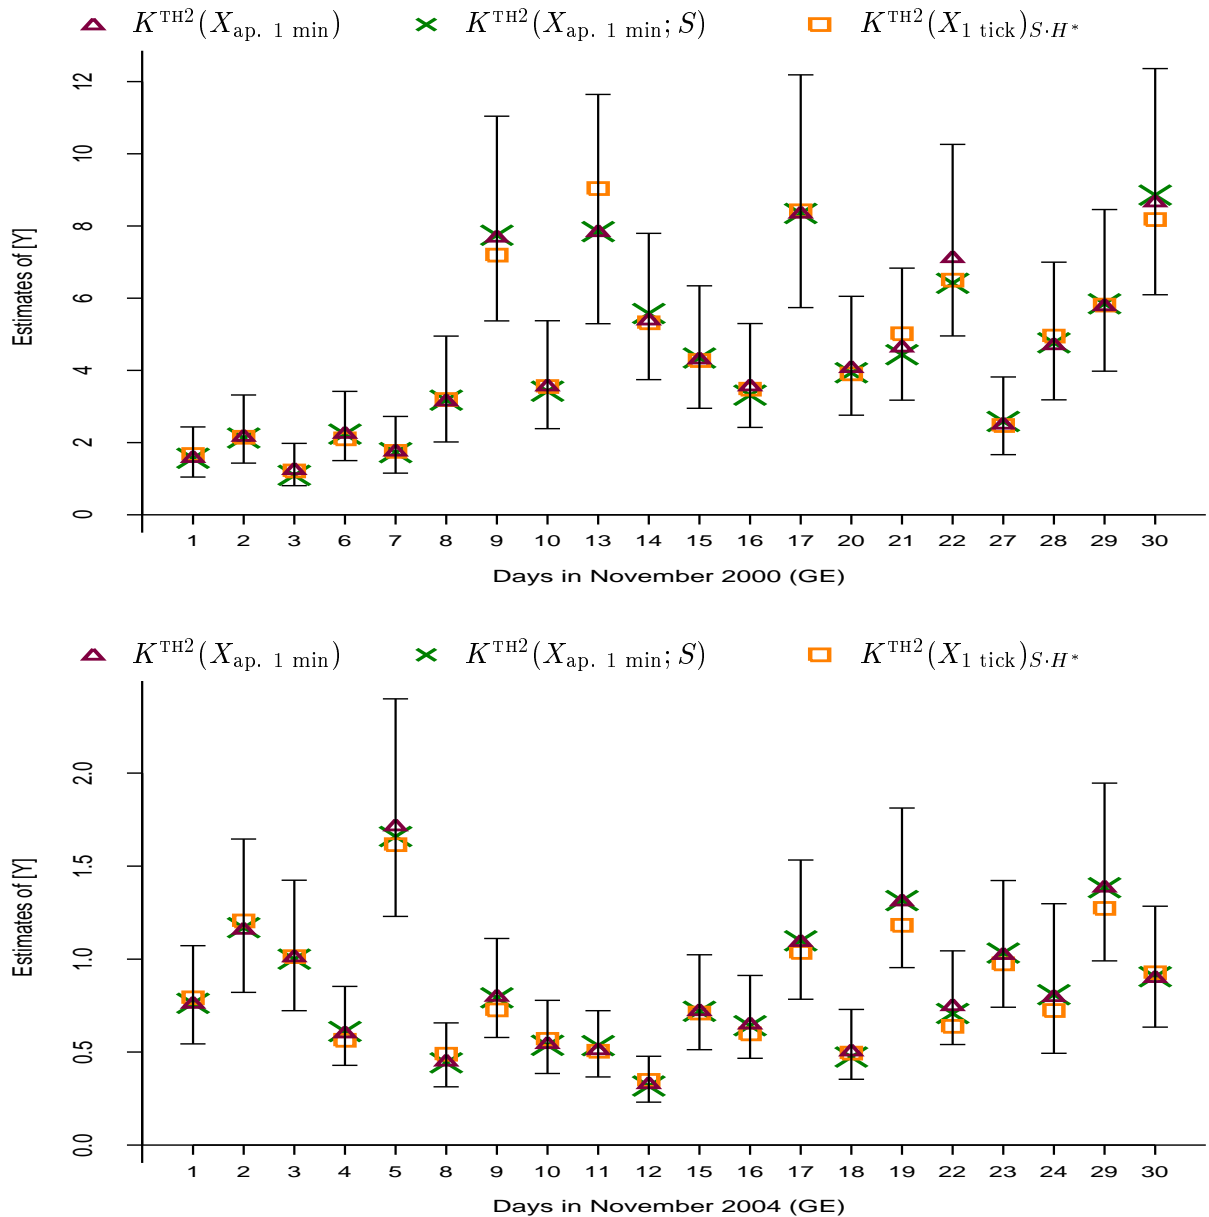 K^TH2(X_ap. 1 min) K^TH2(X_ap. 1 min; S) K^TH2(X_1 tick)_S·H*
12
10
8
6
4
2
0
Estimates of [Y]
1 2 3 6 7 8 9 10 13 14 15 16 17 20 21 22 27 28 29 30
Days in November 2000 (GE)
K^TH2(X_ap. 1 min) K^TH2(X_ap. 1 min; S) K^TH2(X_1 tick)_S·H*
2.0
1.5
1.0
0.5
0.0
Estimates of [Y]
1 2 3 4 5 8 9 10 11 12 15 16 17 18 19 22 23 24 29 30
Days in November 2004 (GE)